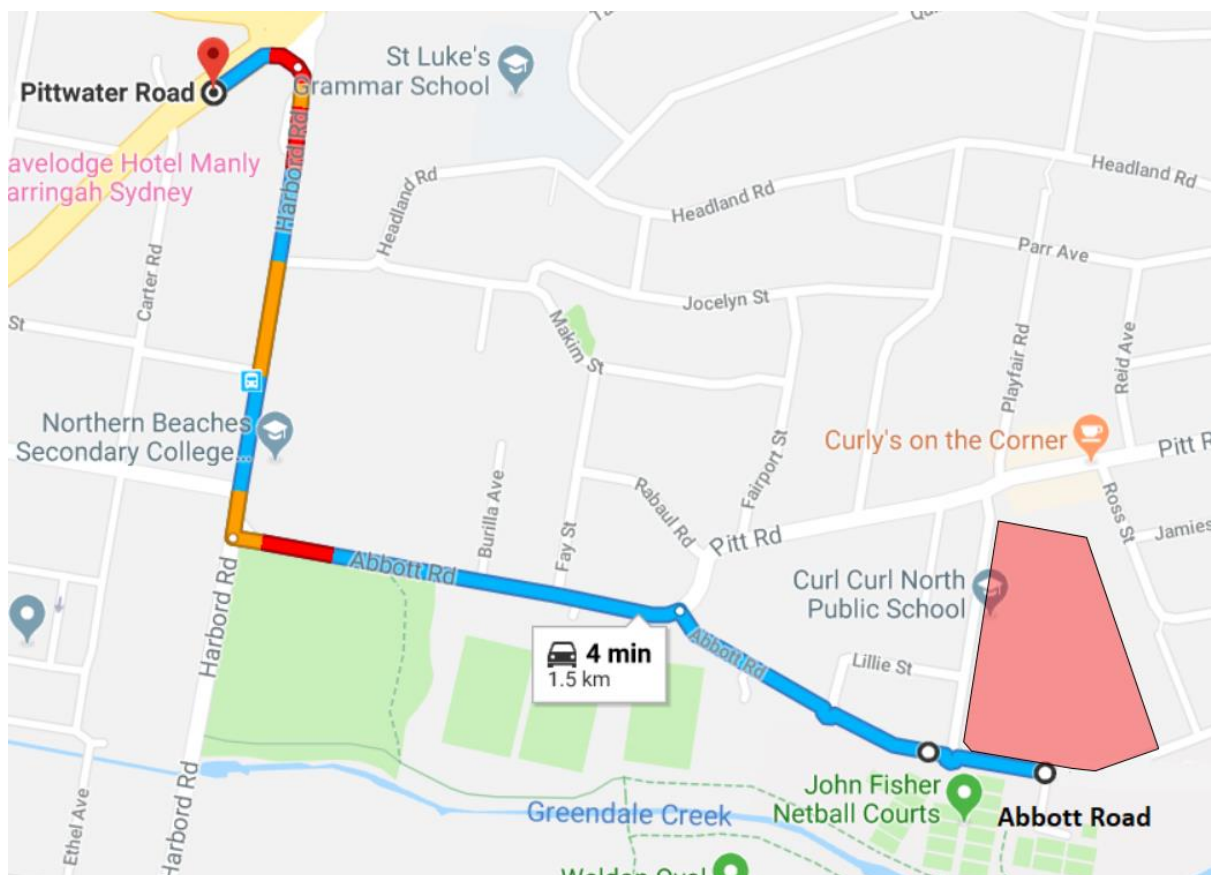 St Luke's
Grammar School
Pittwater Road
avelodge Hotel Manly
arringah Sydney
Harbord Rd
Headland Rd
Headland Rd
Headland Rd
Carter Rd
Parr Ave
Jocelyn St
St
Makim St
Playfair Rd
Reid Ave
Northern Beaches
Secondary College...
Curly's on the Corner
Pitt R
Burilla Ave
Fay St
Rabaul Rd
Fairport St
Pitt Rd
Ross St
Jamies
Abbott Rd
Curl Curl North
Public School
Harbord Rd
4 min
1.5 km
Abbott Rd
Lillie St
Harbord Rd
Ethel Ave
John Fisher
Netball Courts
Greendale Creek
Abbott Road
Weldon Oval